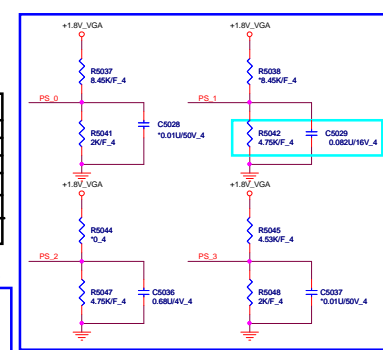 +1.8V_VGA
+1.8V_VGA
R5037
8.45K/F_4
R5038
*8.45K/F_4
PS_0
PS_1
R5041
2K/F_4
C5028
*0.01U/50V_4
R5042
4.75K/F_4
C5029
0.082U/16V_4
+1.8V_VGA
+1.8V_VGA
R5044
*0_4
R5045
4.53K/F_4
PS_2
PS_3
R5047
4.75K/F_4
C5036
0.68U/4V_4
R5048
2K/F_4
C5037
*0.01U/50V_4